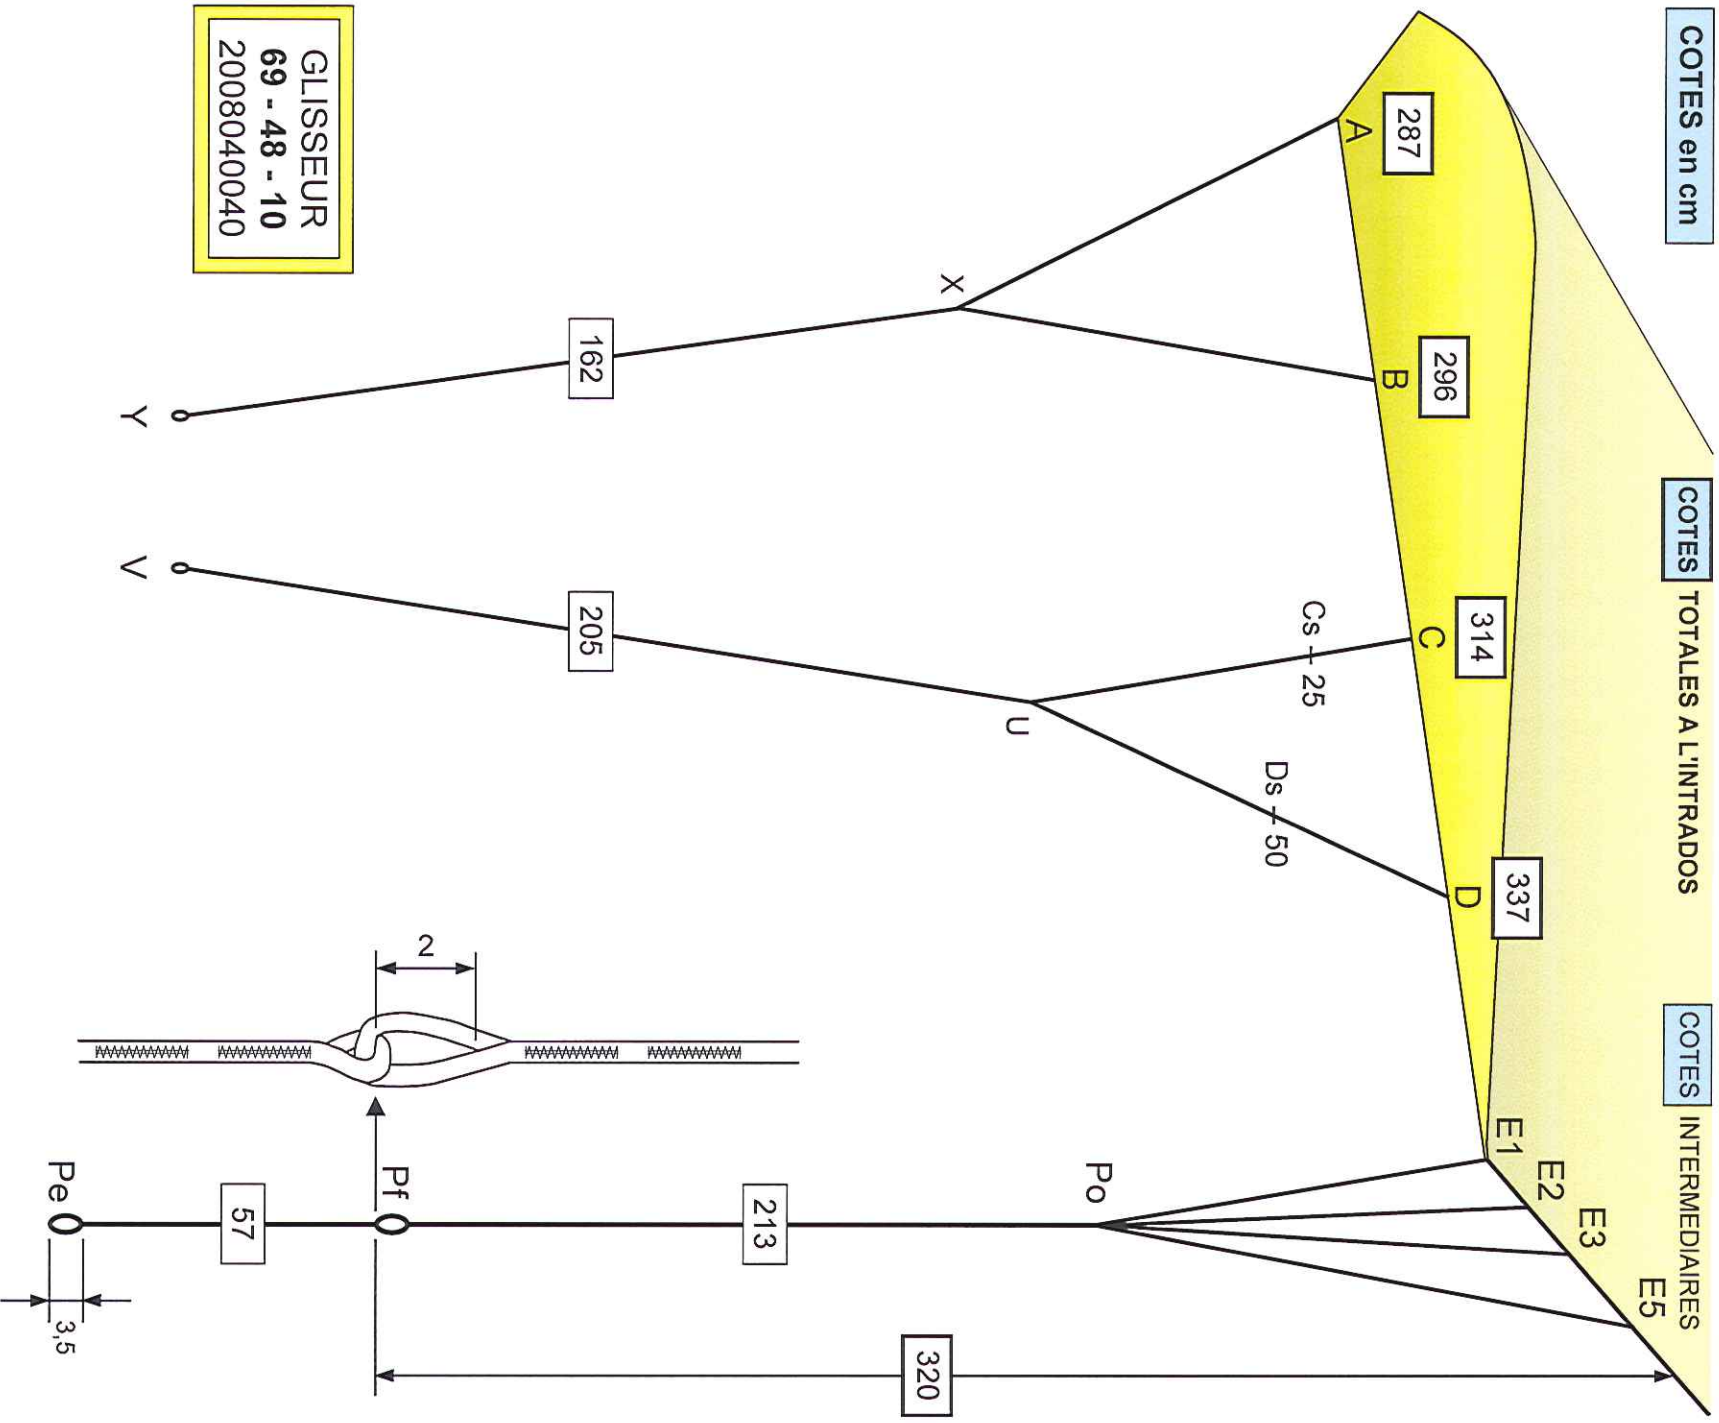 COTES en cm
COTES TOTALES A L'INTRADOS
COTES INTERMEDIAIRES
287
A
296
B
314
C
337
D
E1
E2
E3
E5
Cs 25
Ds 50
X
U
Po
162
205
213
320
Y
V
2
Pf
57
Pe
3,5
GLISSEUR
69 - 48 - 10
2008040040